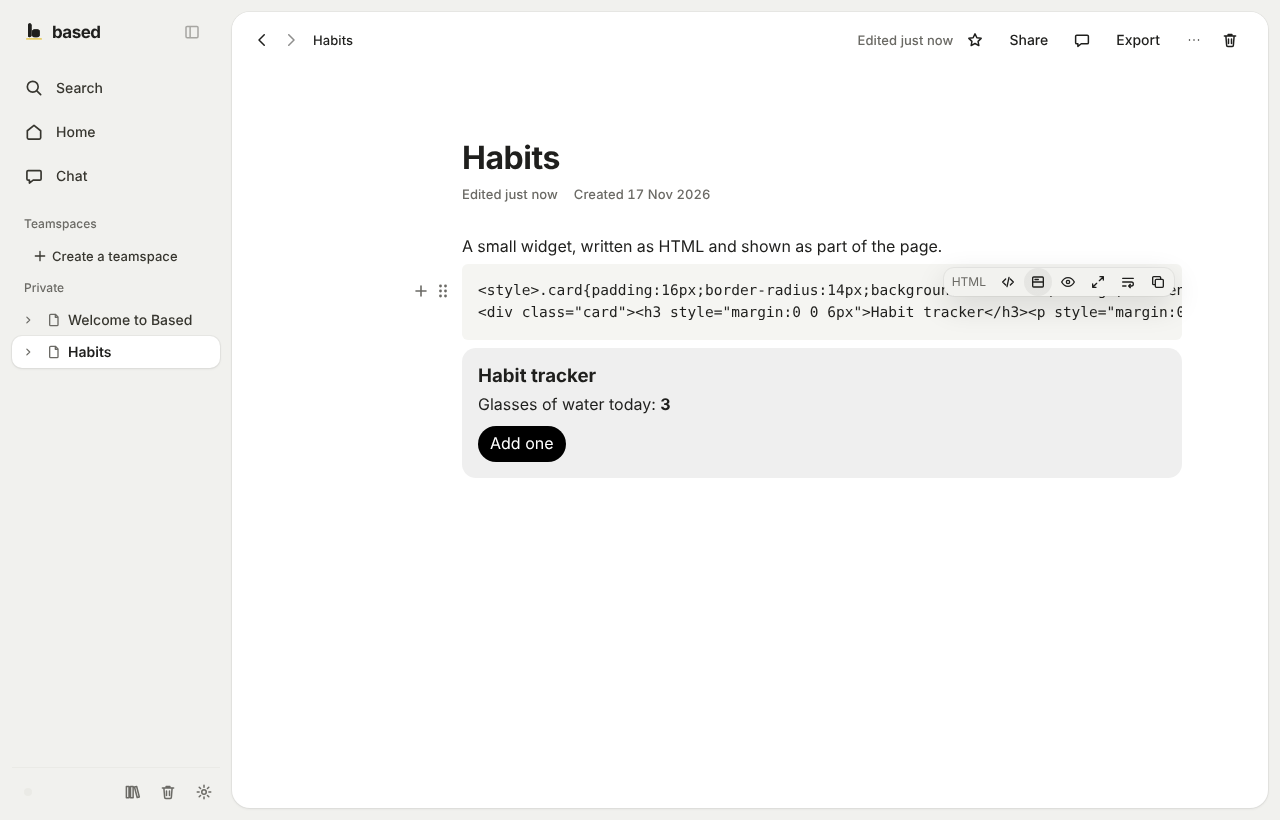 based
Search
Home
Chat
Teamspaces
Create a teamspace
Private
Welcome to Based
Habits
Habits
Edited just now
Share
Export
Habits
Edited just now Created 17 Nov 2026
A small widget, written as HTML and shown as part of the page.
HTML
<style>.card{padding:16px;border-radius:14px;backgroun
<div class="card"><h3 style="margin:0 0 6px">Habit tracker</h3><p style="margin:0
Habit tracker
Glasses of water today: 3
Add one